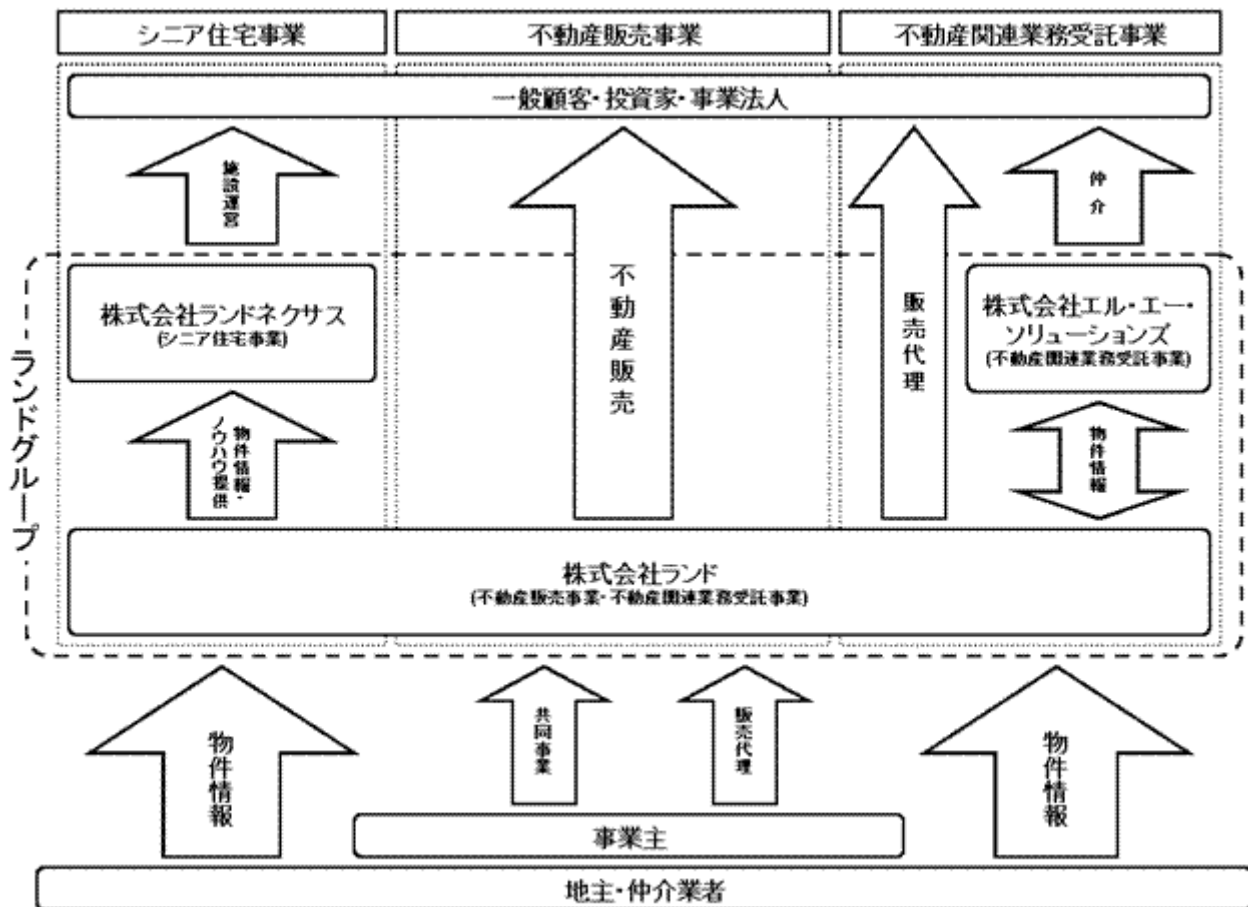 シニア住宅事業
不動産販売事業
不動産関連業務受託事業
一般顧客・投資家・事業法人
施設運営
仲介
不動産販売
販売代理
株式会社ランドネクサス
(シニア住宅事業)
株式会社エル・エー・
ソリューションズ
(不動産関連業務受託事業)
ランドグループ
物件情報・
ノウハウ提供
物件情報
株式会社ランド
(不動産販売事業・不動産関連業務受託事業)
物件情報
共同事業
販売代理
物件情報
事業主
地主・仲介業者